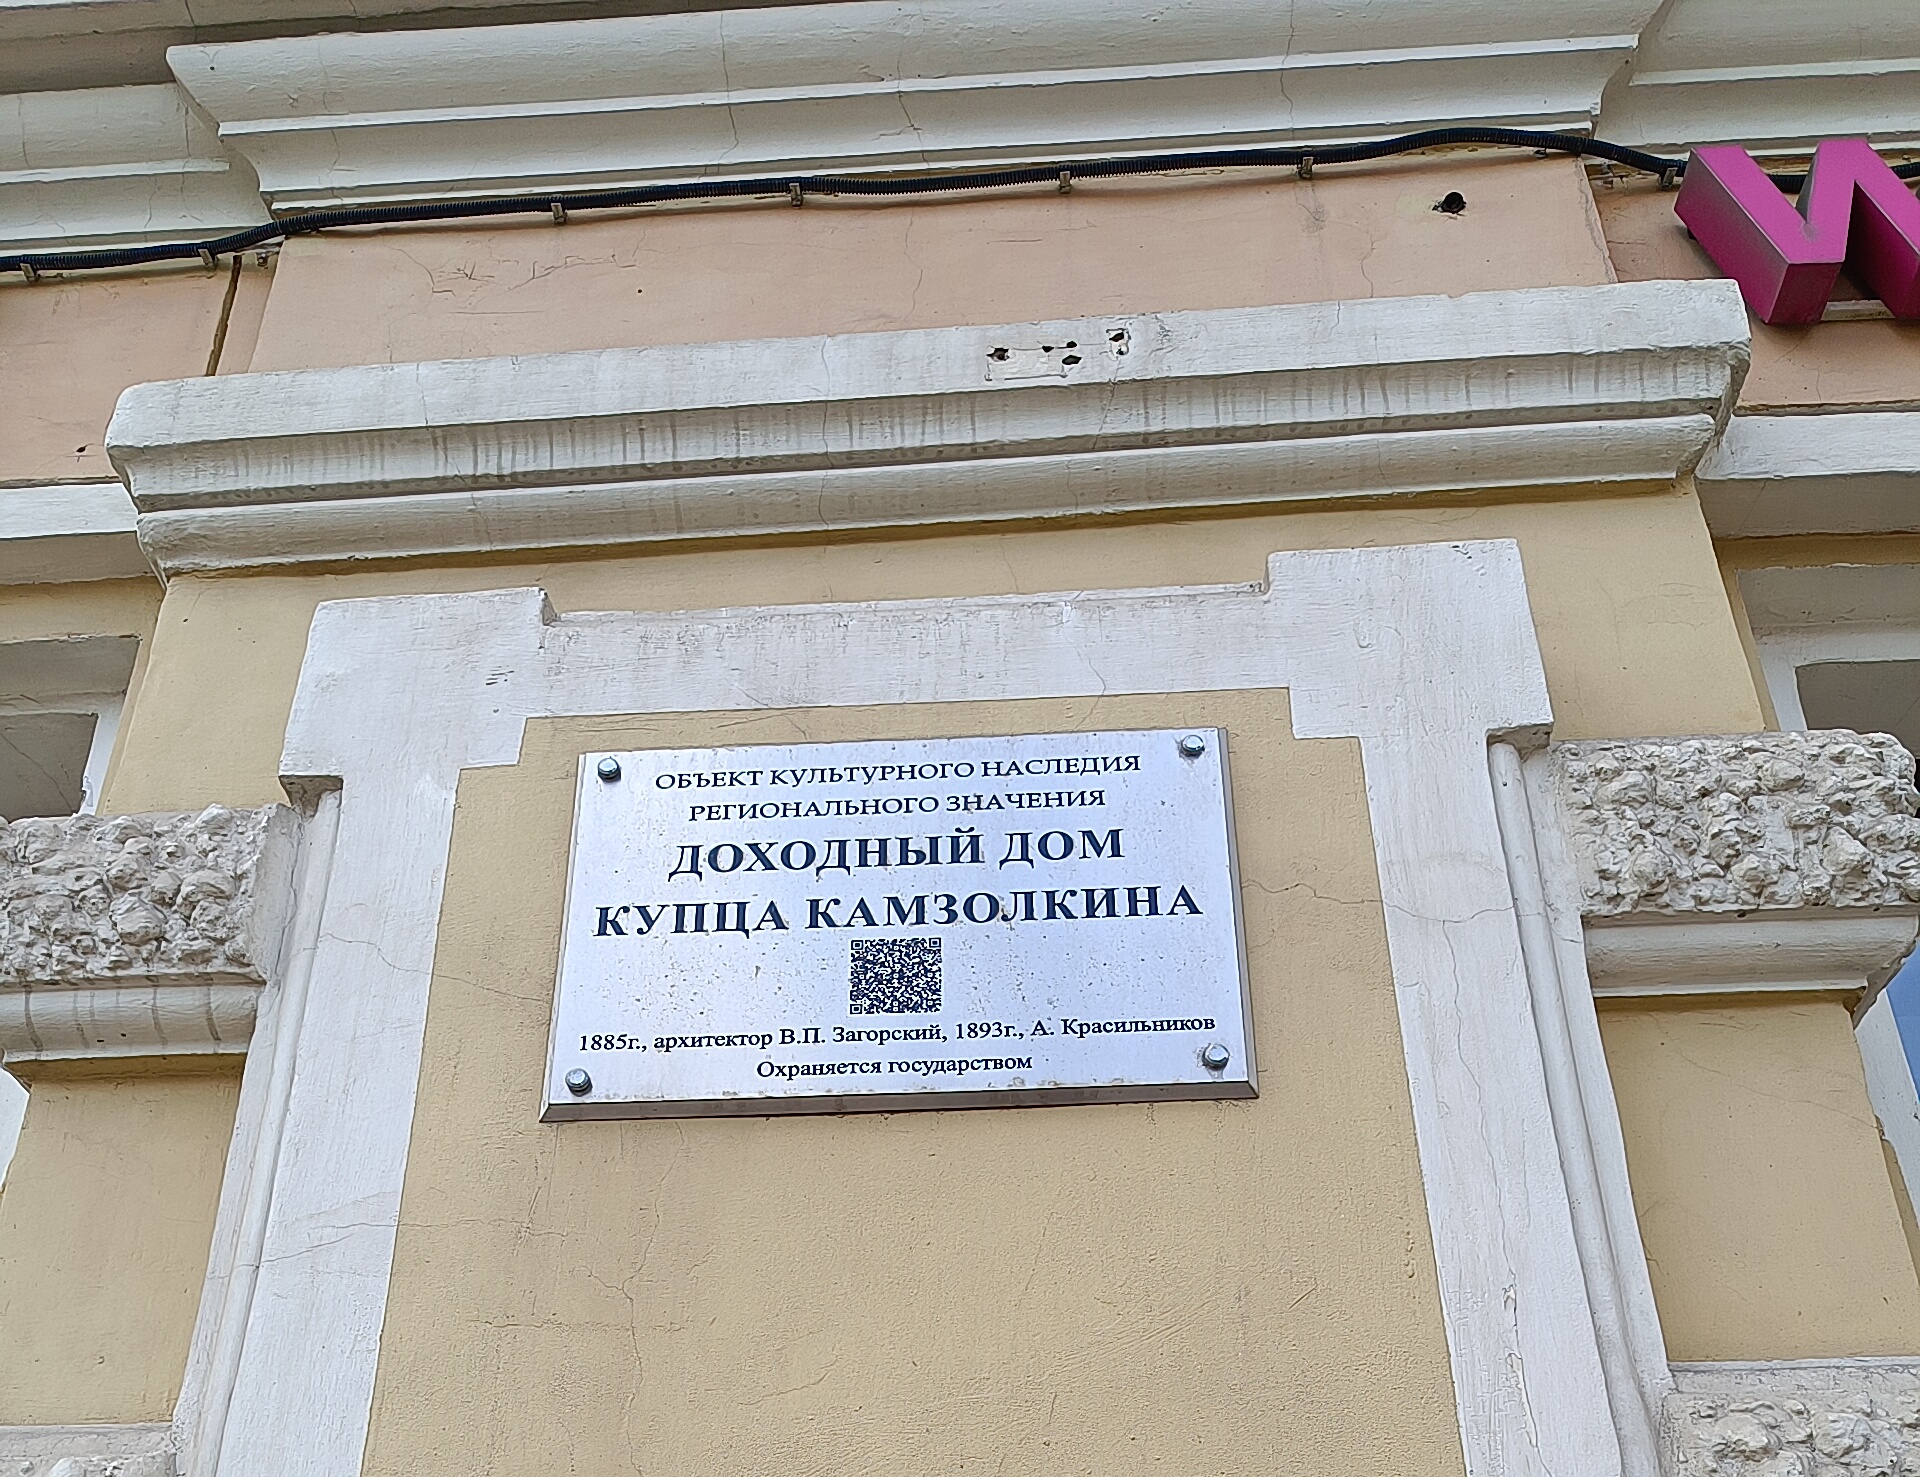 И
ОБЪЕКТ КУЛЬТУРНОГО НАСЛЕДИЯ
РЕГИОНАЛЬНОГО ЗНАЧЕНИЯ
ДОХОДНЫЙ ДОМ
КУПЦА КАМЗОЛКИНА
1885г., архитектор В.П. Загорский, 1893г., А. Красильников
Охраняется государством